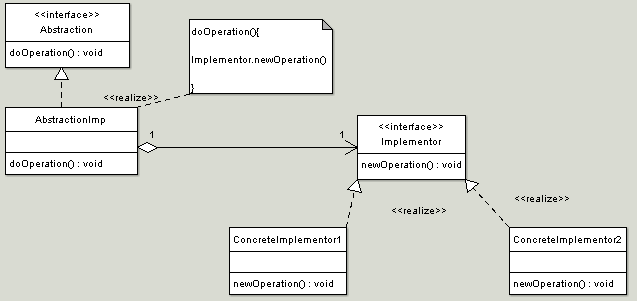 <<interface>>
Abstraction
doOperation() : void
doOperation(){
Implementor.newOperation()
}
<<realize>>
AbstractionImp
doOperation() : void
1
1
<<interface>>
Implementor
newOperation() : void
<<realize>>
<<realize>>
ConcreteImplementor1
newOperation() : void
ConcreteImplementor2
newOperation() : void